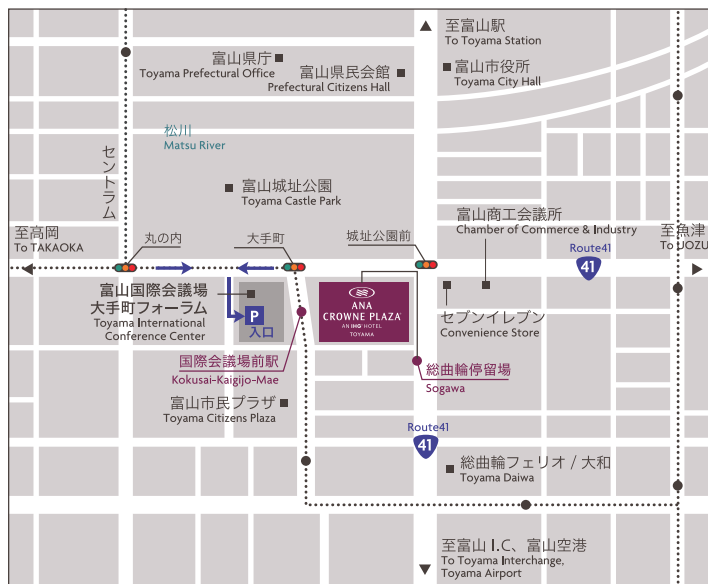 至富山駅
To Toyama Station
富山県庁
Toyama Prefectural Office
富山県民会館
Prefectural Citizens Hall
富山市役所
Toyama City Hall
松川
Matsu River
セントラム
富山城址公園
Toyama Castle Park
至高岡
To TAKAOKA
丸の内
大手町
城址公園前
富山商工会議所
Chamber of Commerce & Industry
至魚津
To UOZU
Route41
41
富山国際会議場
大手町フォーラム
Toyama International
Conference Center
P
入口
ANA
CROWNE PLAZA
AN IHG HOTEL
TOYAMA
セブンイレブン
Convenience Store
国際会議場前駅
Kokusai-Kaigijo-Mae
総曲輪停留場
Sogawa
富山市民プラザ
Toyama Citizens Plaza
Route41
41
総曲輪フェリオ / 大和
Toyama Daiwa
至富山 I.C、富山空港
To Toyama Interchange,
Toyama Airport